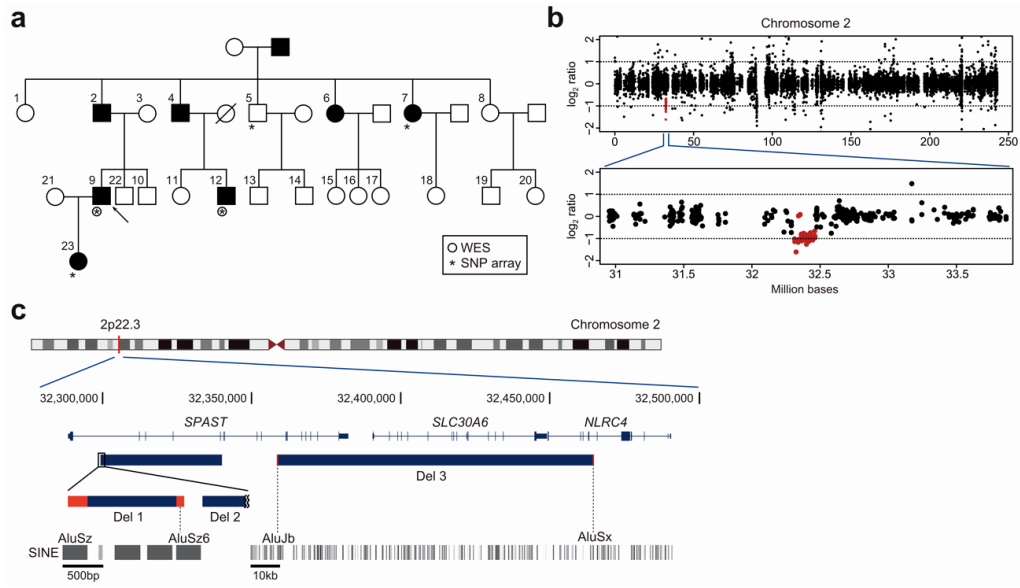 a
1 2 3 4 5 6 7 8
*
*
21 9 22 10 11 12 13 14 15 16 17 18 19 20
*
*
23
*
WES
* SNP array
b
Chromosome 2
log2 ratio
2
1
0
−1
−2
0 50 100 150 200 250
log2 ratio
2
1
0
−1
−2
31 31.5 32 32.5 33 33.5
Million bases
c
2p22.3
Chromosome 2
32,300,000 32,350,000 32,400,000 32,450,000 32,500,000
SPAST SLC30A6 NLRC4
Del 3
Del 1 Del 2
AluSz AluSz6 AluJb AluSx
SINE
500bp 10kb